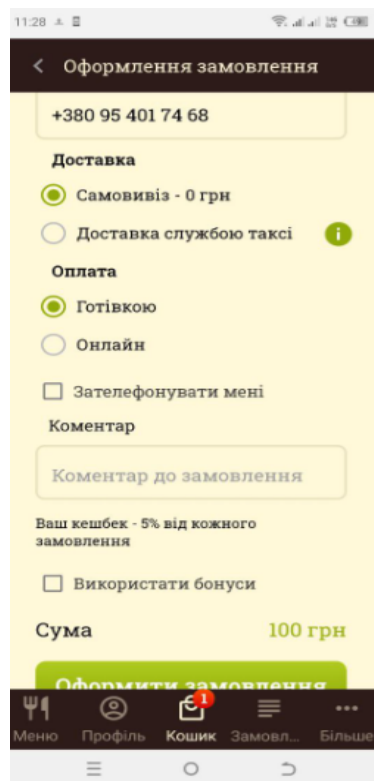 11:28
Оформлення замовлення
+380 95 401 74 68
Доставка
Самовивіз - 0 грн
Доставка службою таксі
i
Оплата
Готівкою
Онлайн
Зателефонувати мені
Коментар
Коментар до замовлення
Ваш кешбек - 5% від кожного
замовлення
Використати бонуси
Сума 100 грн
Оформити замовлення
1
Меню Профіль Кошик Замовл... Більше